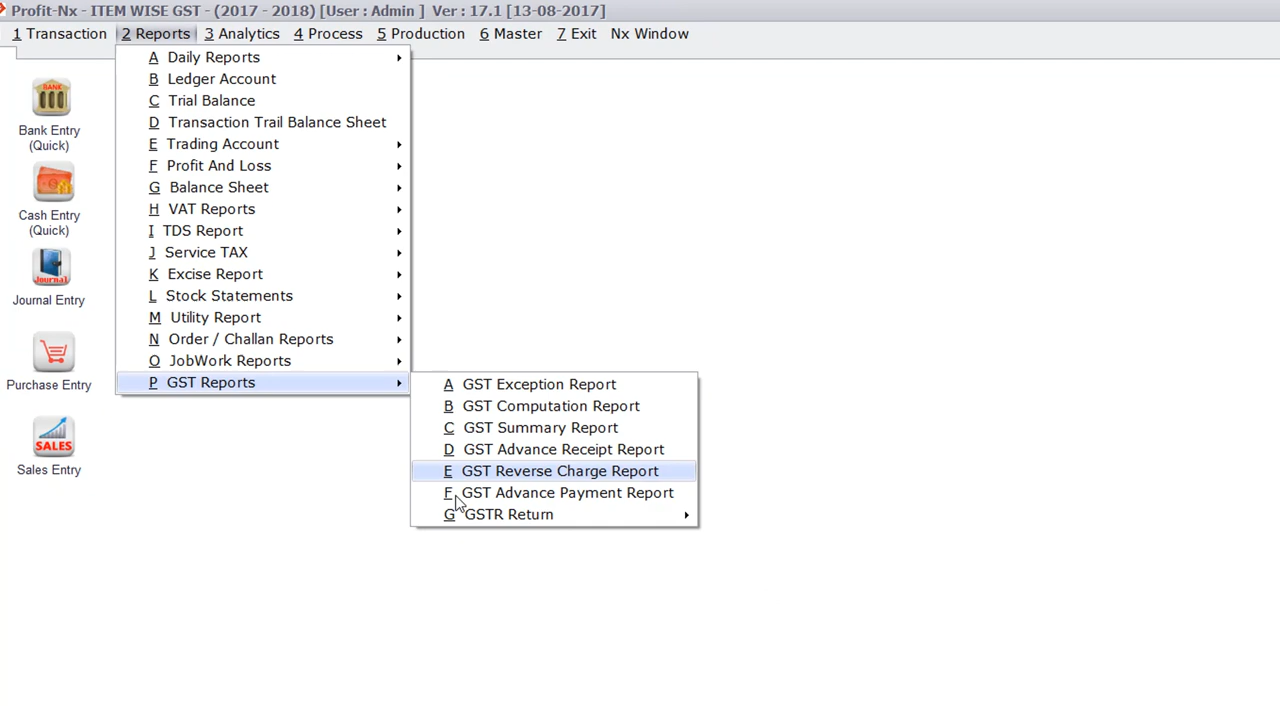 Profit-Nx - ITEM WISE GST - (2017 - 2018) [User : Admin ] Ver : 17.1 [13-08-2017]
1 Transaction 2 Reports 3 Analytics 4 Process 5 Production 6 Master 7 Exit Nx Window
BANK
Bank Entry
(Quick)
Cash Entry
(Quick)
Journal
Journal Entry
Purchase Entry
SALES
Sales Entry
A Daily Reports
B Ledger Account
C Trial Balance
D Transaction Trail Balance Sheet
E Trading Account
F Profit And Loss
G Balance Sheet
H VAT Reports
I TDS Report
J Service TAX
K Excise Report
L Stock Statements
M Utility Report
N Order / Challan Reports
O JobWork Reports
P GST Reports
A GST Exception Report
B GST Computation Report
C GST Summary Report
D GST Advance Receipt Report
E GST Reverse Charge Report
F GST Advance Payment Report
G GSTR Return